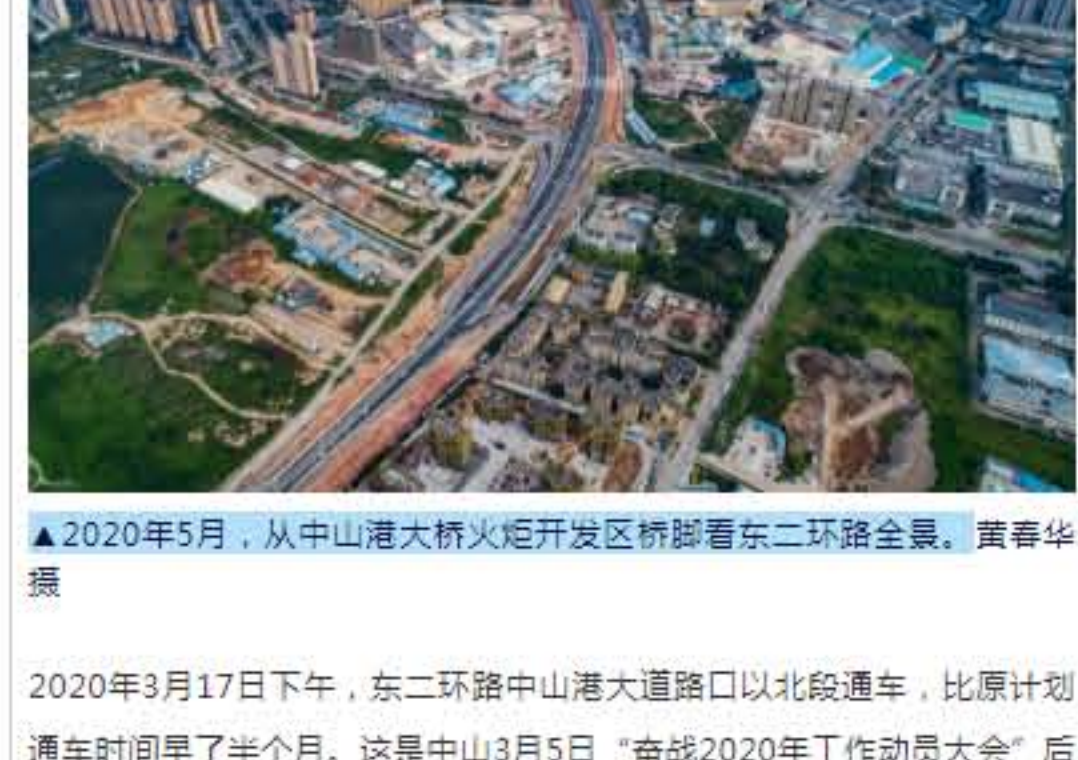 ▲2020年5月，从中山港大桥火炬开发区桥脚看东二环路全景。黄春华
摄
2020年3月17日下午，东二环路中山港大道路口以北段通车，比原计划
通车时间早了半个月。这是中山3月5日“奋战2020年工作动员大会”后